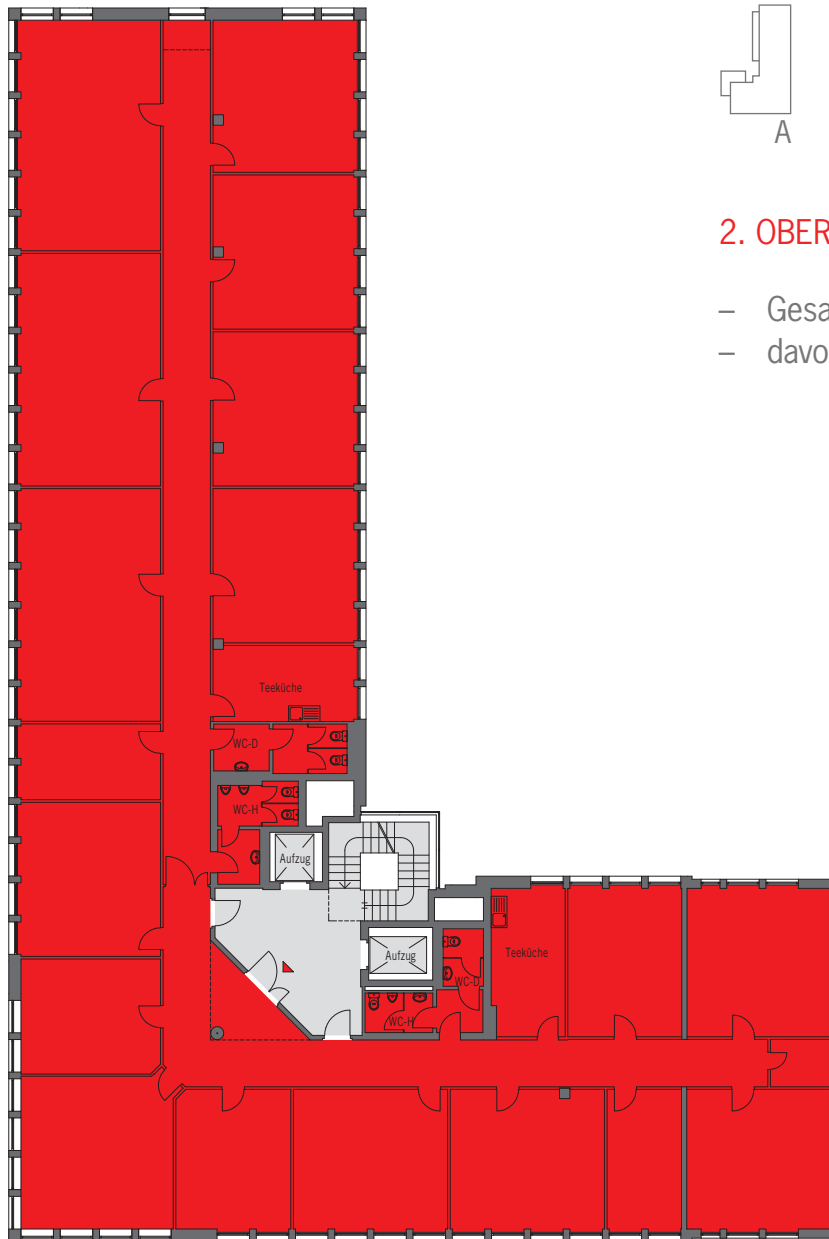 A
2. OBER
– Gesa
– davo
Teeküche
WC-D
WC-H
Aufzug
Aufzug
Teeküche
WC-D
WC-H